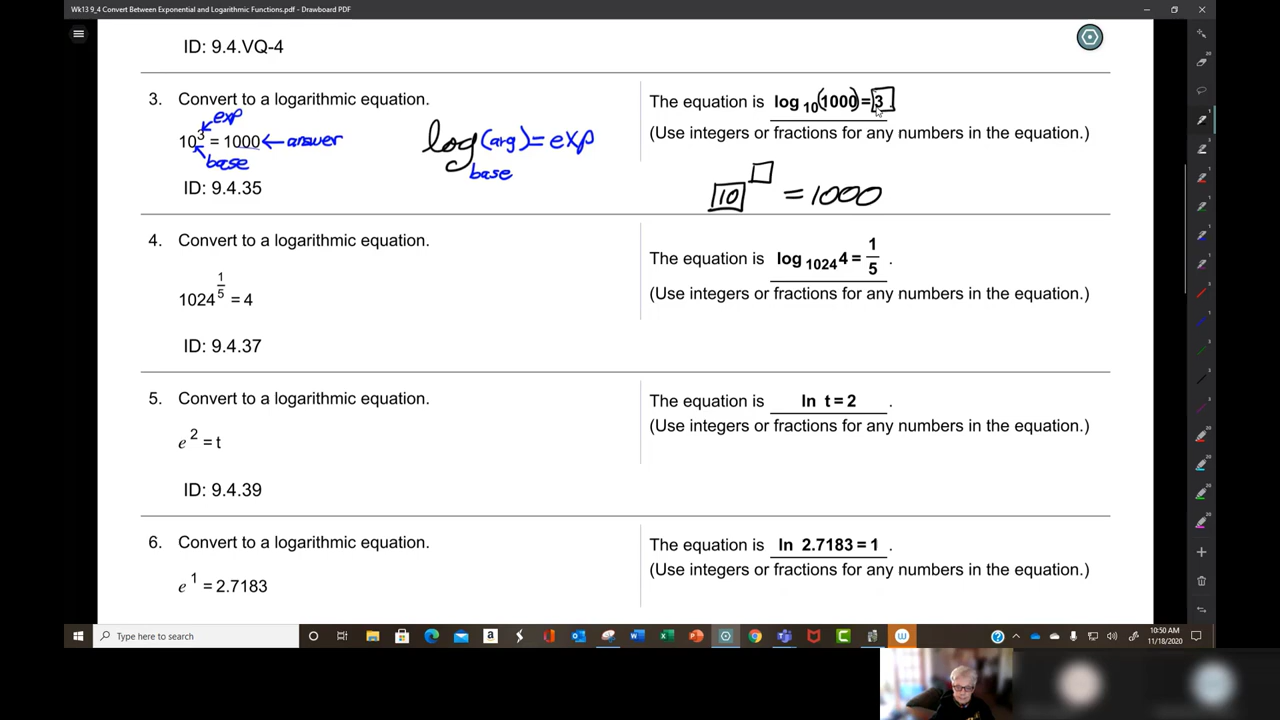 Wk13 9_4 Convert Between Exponential and Logarithmic Functions.pdf - Drawboard PDF
ID: 9.4.VQ-4
3. Convert to a logarithmic equation.
exp
10^3 = 1000 ← answer
base
log base (arg) = exp
ID: 9.4.35
The equation is log 10 (1000) = 3 .
(Use integers or fractions for any numbers in the equation.)
10 □ = 1000
4. Convert to a logarithmic equation.
1024^(1/5) = 4
ID: 9.4.37
The equation is log 1024 4 = 1/5 .
(Use integers or fractions for any numbers in the equation.)
5. Convert to a logarithmic equation.
e^2 = t
ID: 9.4.39
The equation is ln t = 2 .
(Use integers or fractions for any numbers in the equation.)
6. Convert to a logarithmic equation.
e^1 = 2.7183
The equation is ln 2.7183 = 1 .
(Use integers or fractions for any numbers in the equation.)
Type here to search
10:50 AM
11/18/2020